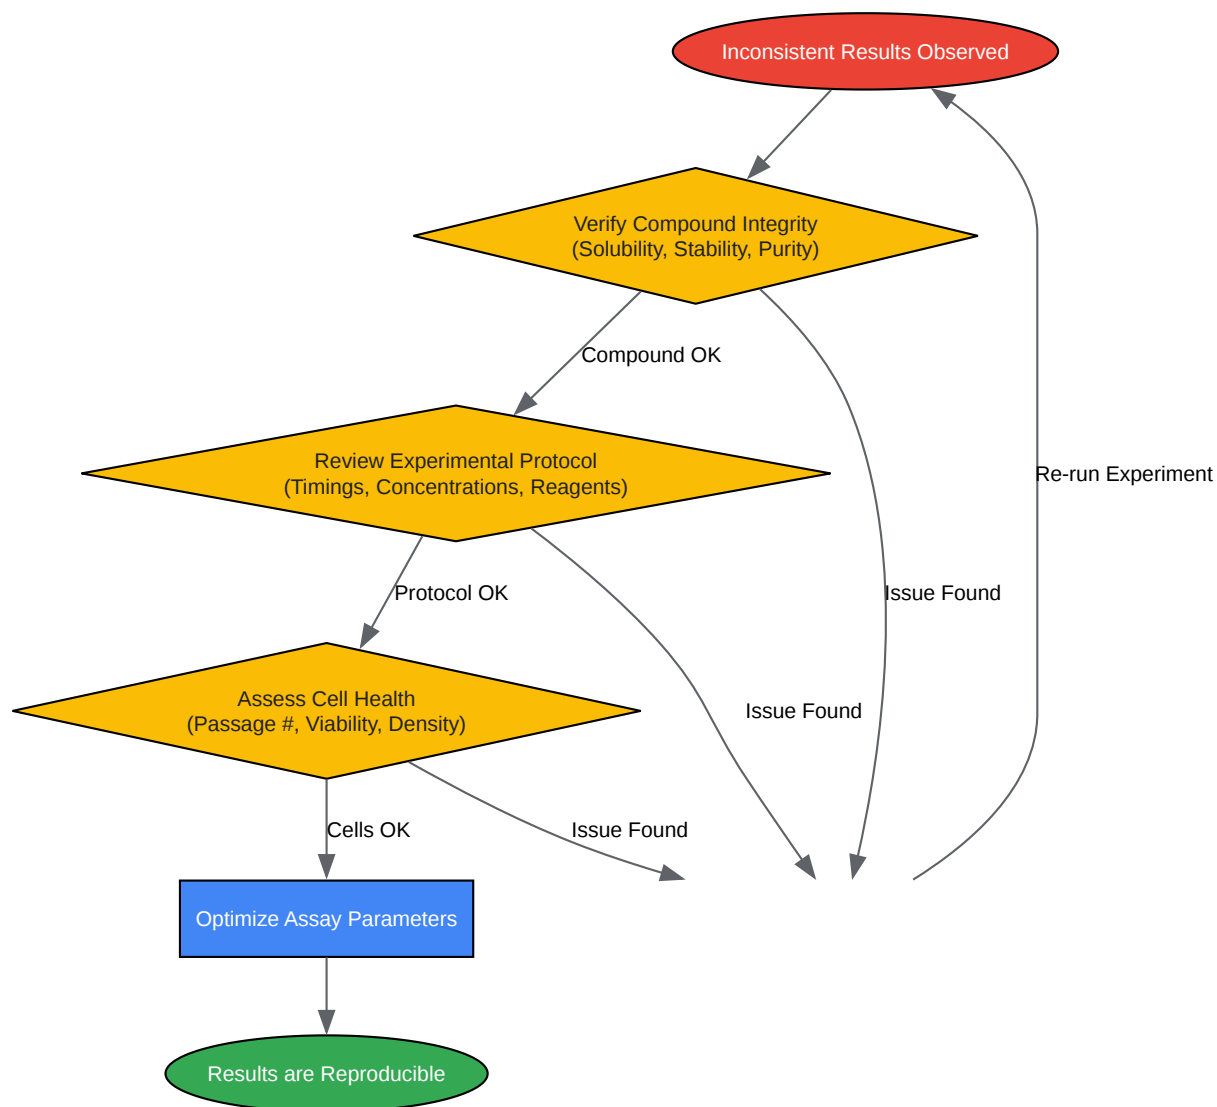 Inconsistent Results Observed
Verify Compound Integrity
(Solubility, Stability, Purity)
Compound OK
Review Experimental Protocol
(Timings, Concentrations, Reagents)
Re-run Experiment
Protocol OK
Issue Found
Assess Cell Health
(Passage #, Viability, Density)
Issue Found
Cells OK
Issue Found
Optimize Assay Parameters
Results are Reproducible